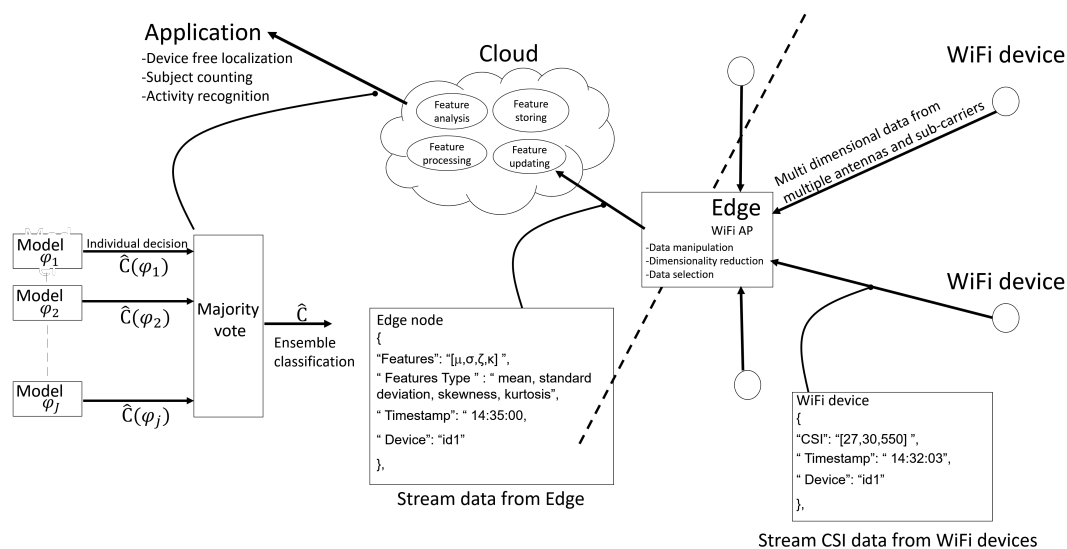 Application
-Device free localization
-Subject counting
-Activity recognition
Cloud
Feature
analysis
Feature
storing
Feature
processing
Feature
updating
WiFi device
Multi dimensional data from
multiple antennas and sub-carriers
Edge
WiFi AP
-Data manipulation
-Dimensionality reduction
-Data selection
WiFi device
Model
φ₁
Individual decision
Ĉ(φ₁)
Model
φ₂
Ĉ(φ₂)
Model
φ_J
Ĉ(φ_j)
Majority
vote
Ĉ
Ensemble
classification
Edge node
{
“Features”: “[μ,σ,ζ,κ] ”,
“ Features Type ” : “ mean, standard
deviation, skewness, kurtosis”,
“ Timestamp”: “ 14:35:00,
“ Device”: “id1”
},
Stream data from Edge
WiFi device
{
“CSI”: “[27,30,550] ”,
“ Timestamp”: “ 14:32:03”,
“ Device”: “id1”
},
Stream CSI data from WiFi devices